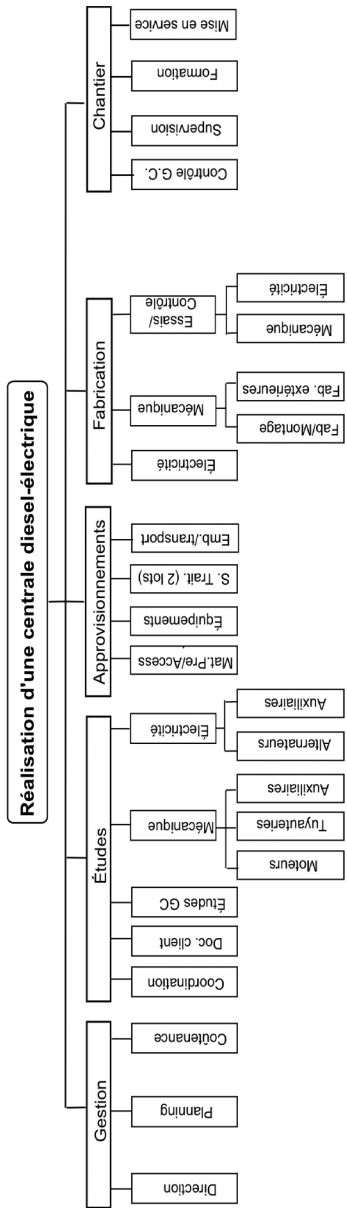 Réalisation d'une centrale diesel-électrique
Gestion
Direction
Planning
Coûtenance
Études
Coordination
Doc. client
Études GC
Mécanique
Moteurs
Tuyauteries
Auxiliaires
Électricité
Alternateurs
Auxiliaires
Approvisionnements
Mat.Pre/Access
Équipements
S. Trait. (2 lots)
Emb./transport
Fabrication
Électricité
Mécanique
Fab/Montage
Fab. extérieures
Essais/
Contrôle
Mécanique
Électricité
Chantier
Contrôle G.C.
Supervision
Formation
Mise en service